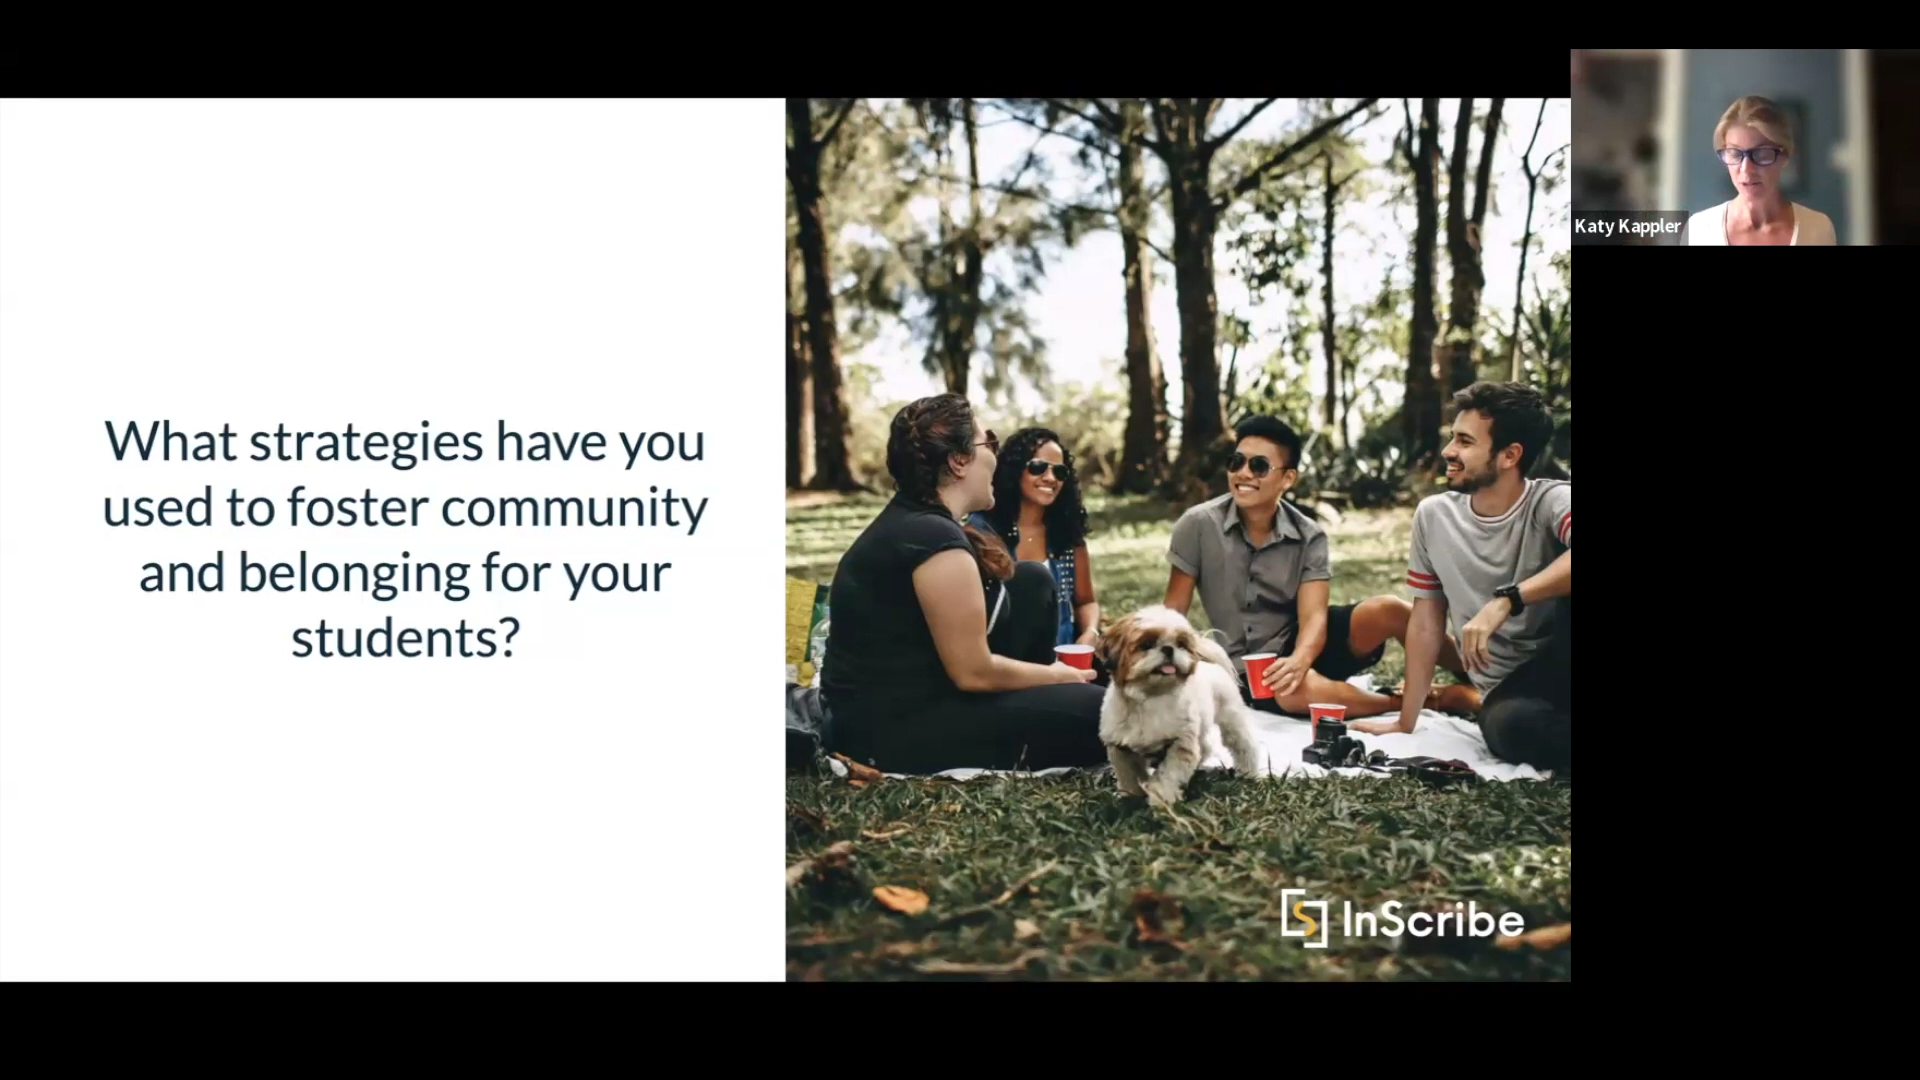 What strategies have you
used to foster community
and belonging for your
students?
Katy Kappler
InScribe